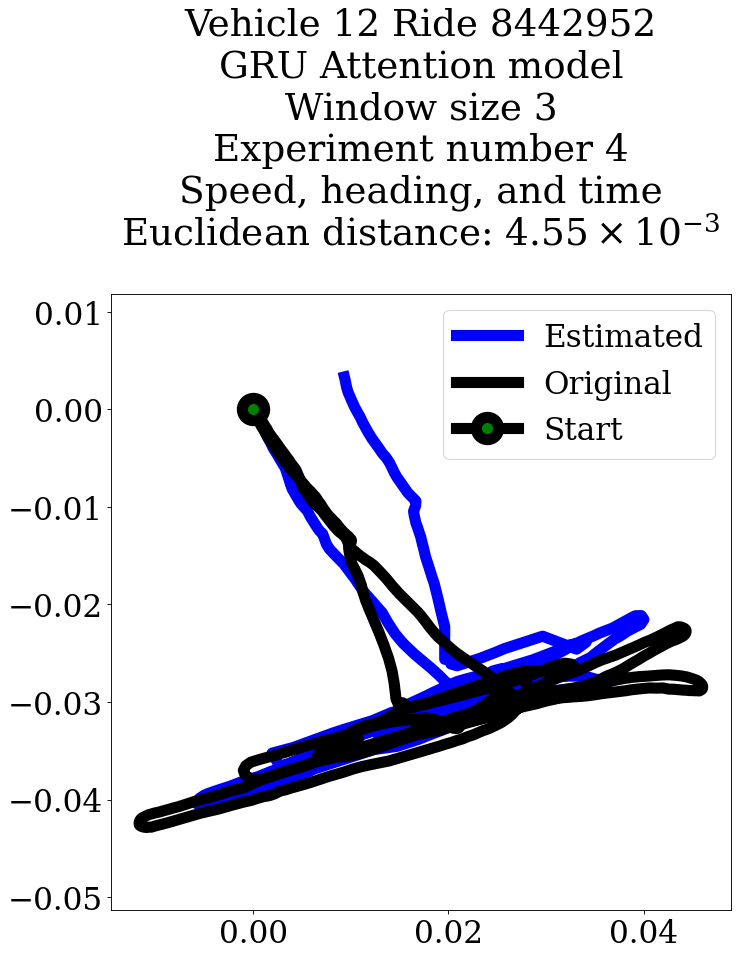 Vehicle 12 Ride 8442952
GRU Attention model
Window size 3
Experiment number 4
Speed, heading, and time
Euclidean distance: 4.55 × 10⁻³
Estimated
Original
Start
0.01
0.00
−0.01
−0.02
−0.03
−0.04
−0.05
0.00 0.02 0.04